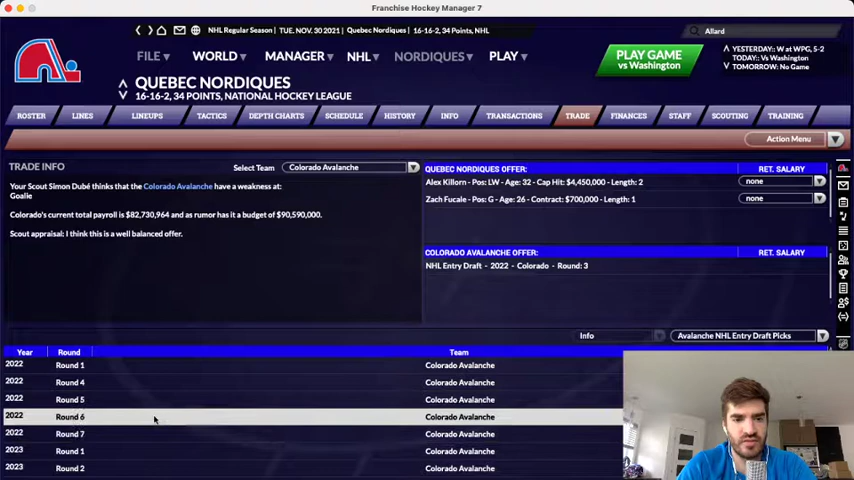 Franchise Hockey Manager 7
NHL Regular Season | TUE. NOV. 30 2021 | Quebec Nordiques | 16-16-2, 34 Points, NHL
Allard
FILE WORLD MANAGER NHL NORDIQUES PLAY
PLAY GAME
vs Washington
YESTERDAY:: W at WPG, 5-2
TODAY:: Vs Washington
TOMORROW: No Game
QUEBEC NORDIQUES
16-16-2, 34 POINTS, NATIONAL HOCKEY LEAGUE
ROSTER LINES LINEUPS TACTICS DEPTH CHARTS SCHEDULE HISTORY INFO TRANSACTIONS TRADE FINANCES STAFF SCOUTING TRAINING
Action Menu
TRADE INFO
Select Team
Colorado Avalanche
Your Scout Simon Dubé thinks that the Colorado Avalanche have a weakness at:
Goalie
Colorado's current total payroll is $82,730,964 and as rumor has it a budget of $90,590,000.
Scout appraisal: I think this is a well balanced offer.
QUEBEC NORDIQUES OFFER: RET. SALARY
Alex Killorn - Pos: LW - Age: 32 - Cap Hit: $4,450,000 - Length: 2 none
Zach Fucale - Pos: G - Age: 26 - Contract: $700,000 - Length: 1 none
COLORADO AVALANCHE OFFER: RET. SALARY
NHL Entry Draft - 2022 - Colorado - Round: 3
Info
Avalanche NHL Entry Draft Picks
Year Round Team
2022 Round 1 Colorado Avalanche
2022 Round 4 Colorado Avalanche
2022 Round 5 Colorado Avalanche
2022 Round 6 Colorado Avalanche
2022 Round 7 Colorado Avalanche
2023 Round 1 Colorado Avalanche
2023 Round 2 Colorado Avalanche